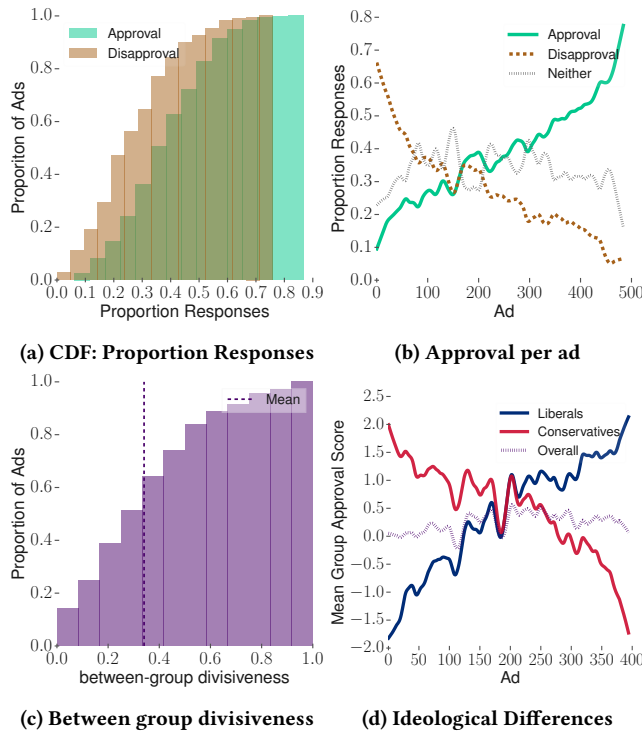 Approval
Disapproval
Proporiton of Ads
1.0
0.8
0.6
0.4
0.2
0.0
0.0 0.1 0.2 0.3 0.4 0.5 0.6 0.7 0.8 0.9
Proportion Responses
(a) CDF: Proportion Responses
Approval
Disapproval
Neither
Proportion Responses
0.8
0.7
0.6
0.5
0.4
0.3
0.2
0.1
0.0
0 100 200 300 400 500
Ad
(b) Approval per ad
Mean
Proportion of Ads
1.0
0.8
0.6
0.4
0.2
0.0
0.0 0.2 0.4 0.6 0.8 1.0
between-group divisiveness
(c) Between group divisiveness
Liberals
Conservatives
Overall
Mean Group Approval Score
2.5
2.0
1.5
1.0
0.5
0.0
−0.5
−1.0
−1.5
−2.0
0 50 100 150 200 250 300 350 400
Ad
(d) Ideological Differences